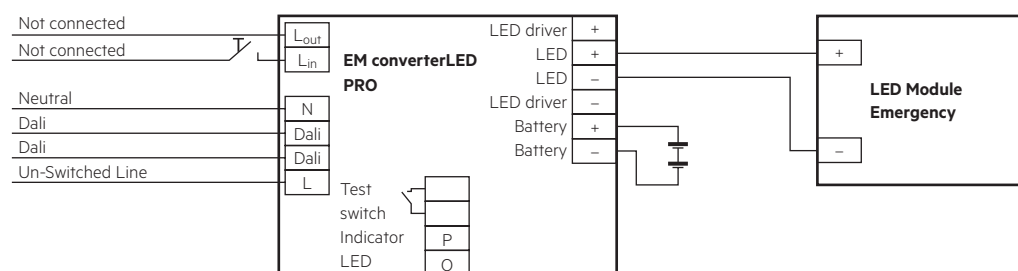 Not connected
Not connected
Neutral
Dali
Dali
Un-Switched Line
Lout
Lin
N
Dali
Dali
L
EM converterLED
PRO
Test
switch
Indicator
LED
P
O
LED driver +
LED +
LED –
LED driver –
Battery +
Battery –
+
LED Module
Emergency
–